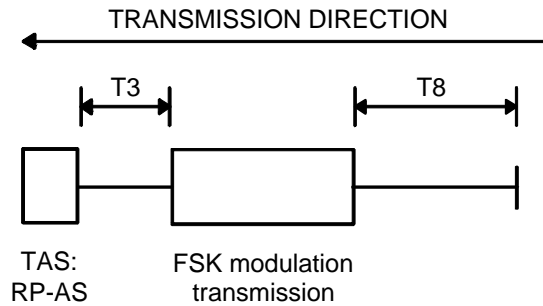 TRANSMISSION DIRECTION
T3
T8
TAS:
RP-AS
FSK modulation
transmission